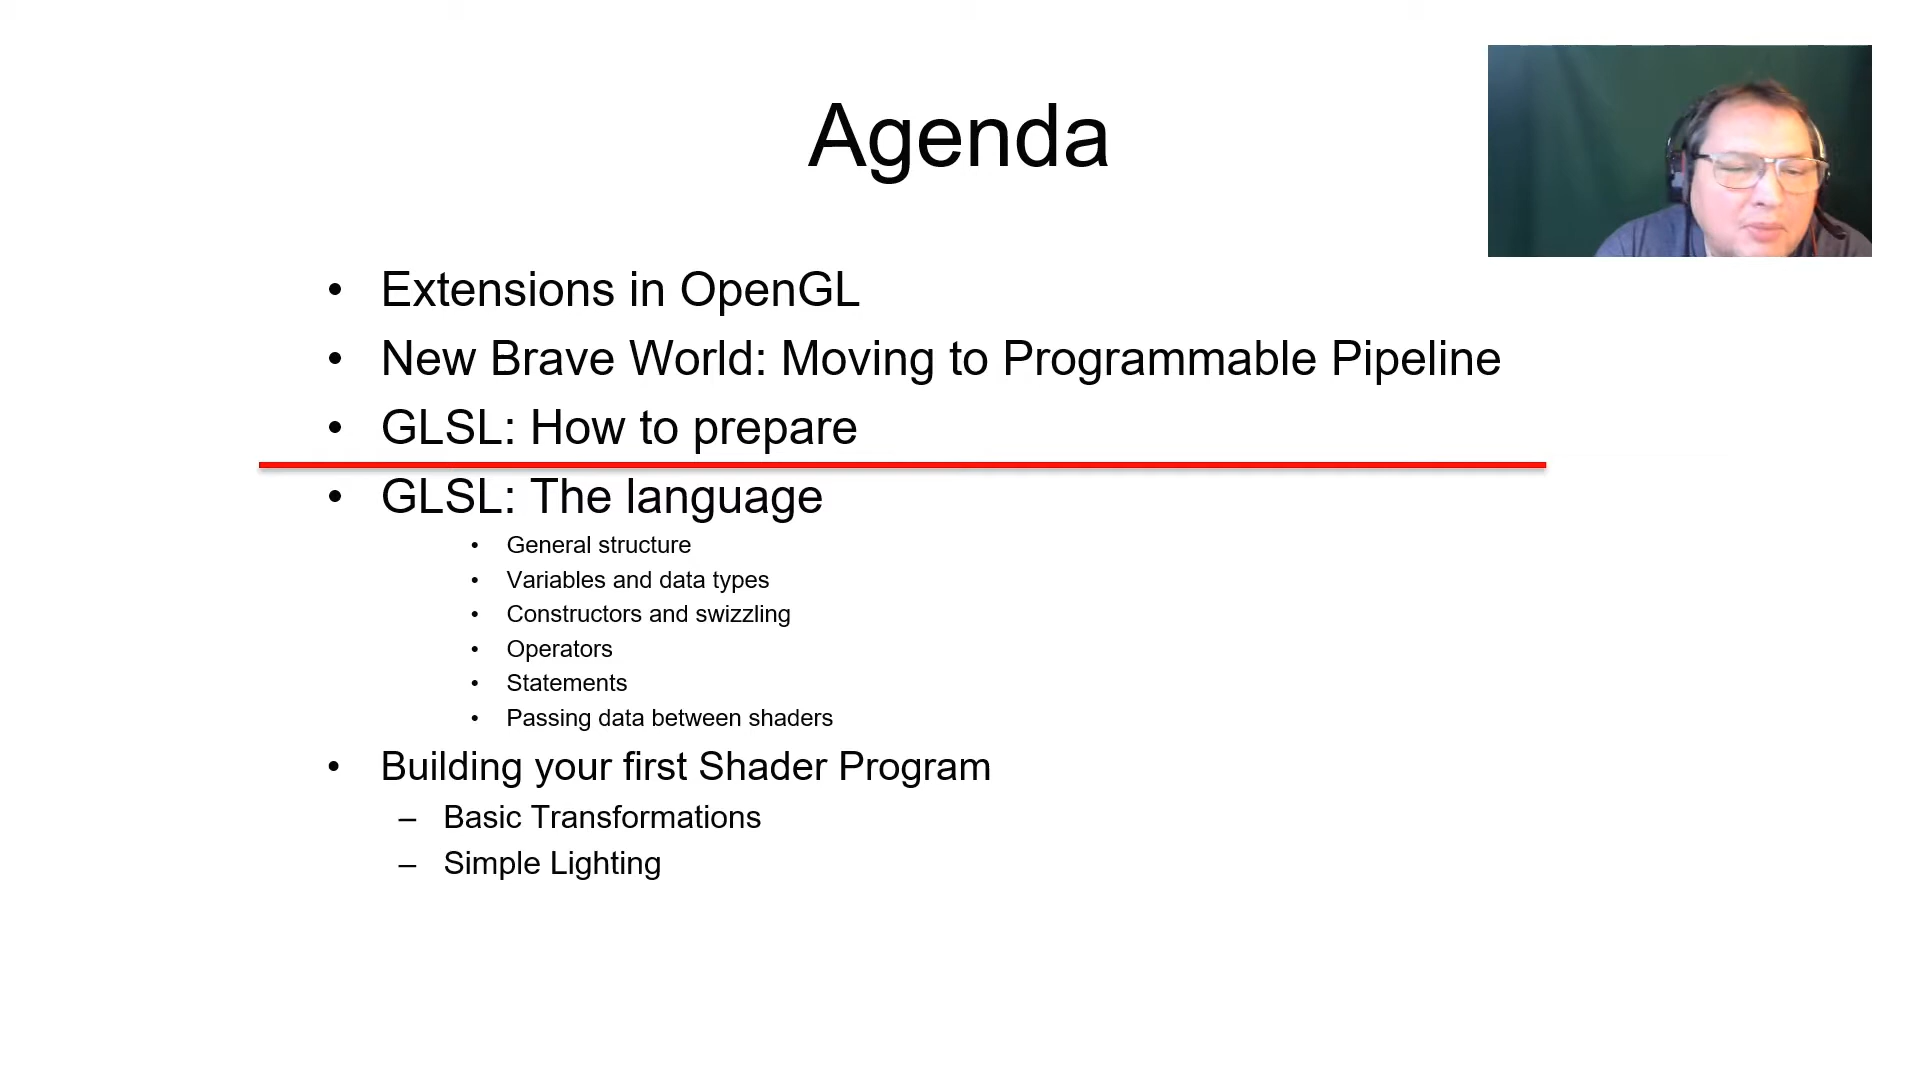 Agenda
• Extensions in OpenGL
• New Brave World: Moving to Programmable Pipeline
• GLSL: How to prepare
• GLSL: The language
• General structure
• Variables and data types
• Constructors and swizzling
• Operators
• Statements
• Passing data between shaders
• Building your first Shader Program
– Basic Transformations
– Simple Lighting